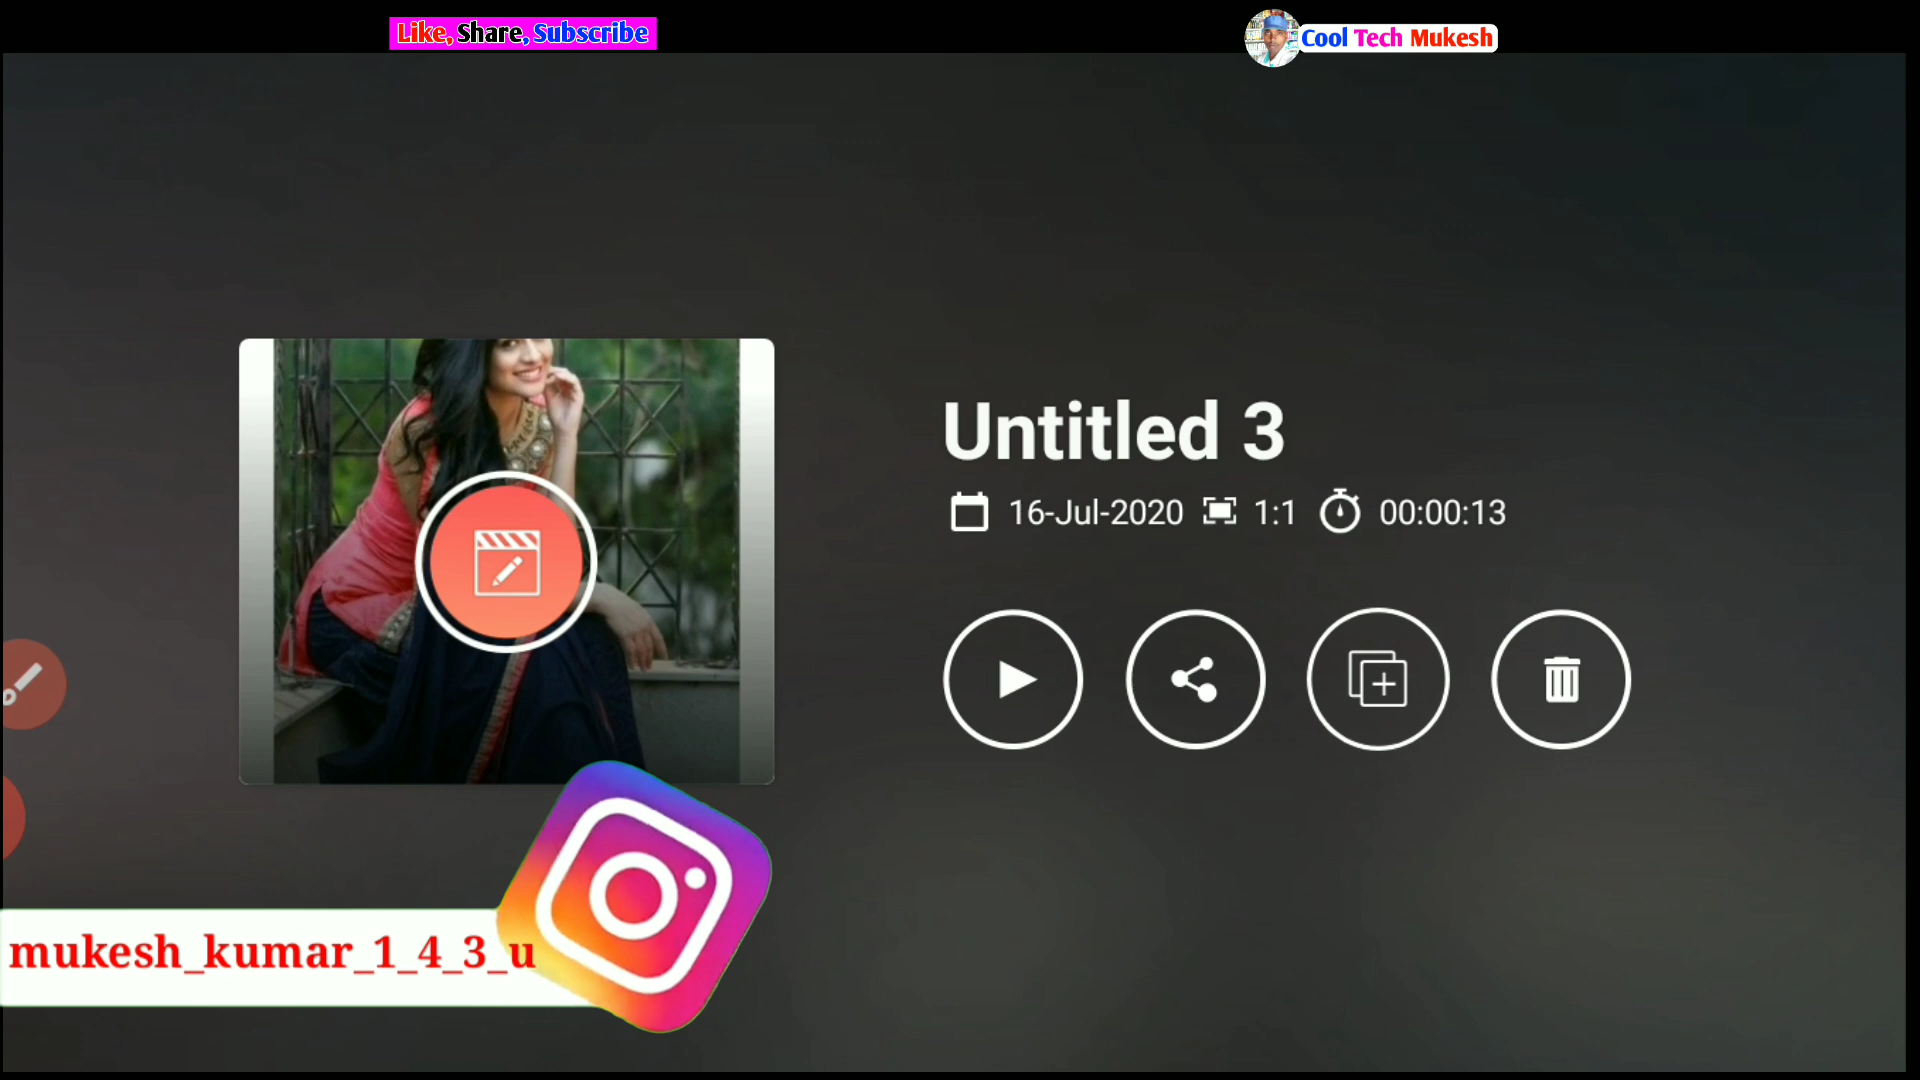 Like, Share, Subscribe
Cool Tech Mukesh
Untitled 3
16-Jul-2020 1:1 00:00:13
mukesh_kumar_1_4_3_u